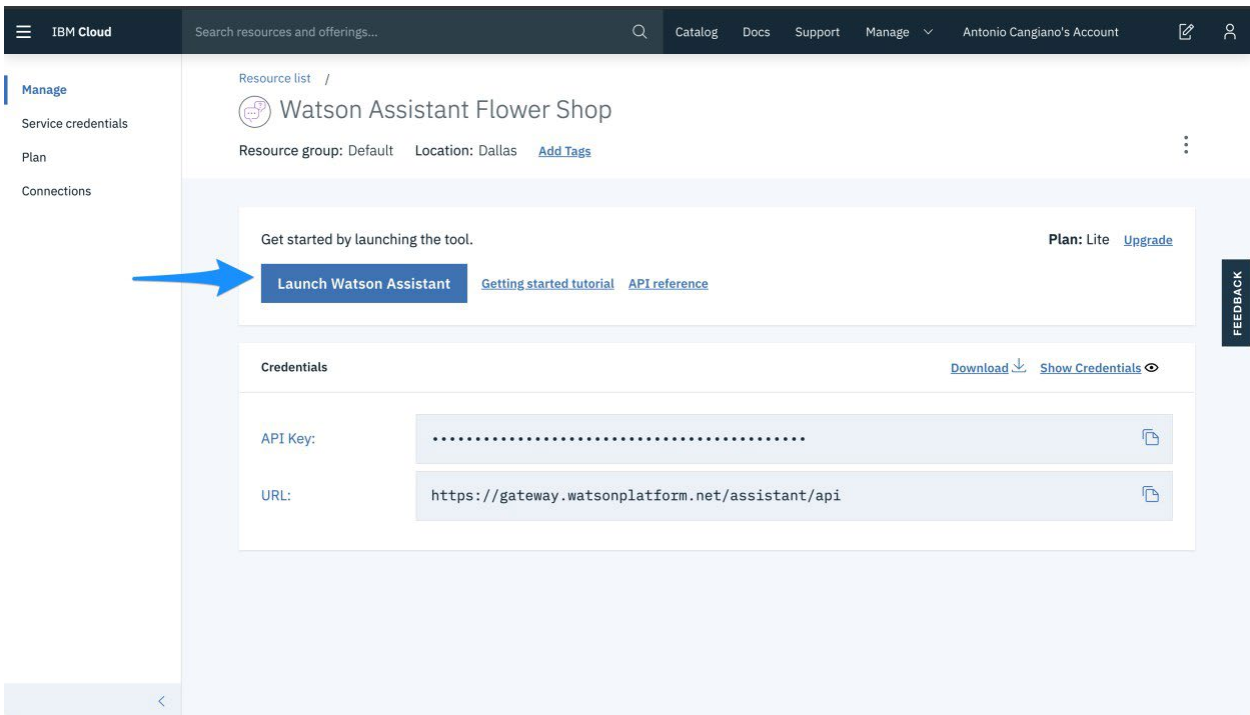 IBM Cloud Search resources and offerings... Catalog Docs Support Manage Antonio Cangiano's Account
Manage
Service credentials
Plan
Connections
Resource list /
Watson Assistant Flower Shop
Resource group: Default Location: Dallas Add Tags
Get started by launching the tool. Plan: Lite Upgrade
Launch Watson Assistant Getting started tutorial API reference
FEEDBACK
Credentials Download Show Credentials
API Key: ••••••••••••••••••••••••••••••••••••••••••••
URL: https://gateway.watsonplatform.net/assistant/api